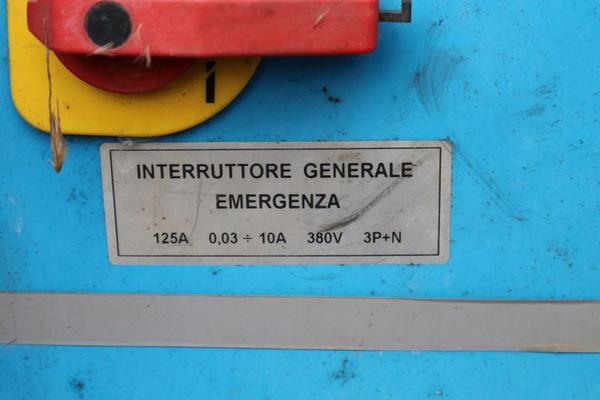 INTERRUTTORE GENERALE
EMERGENZA
125A 0,03 ÷ 10A 380V 3P+N